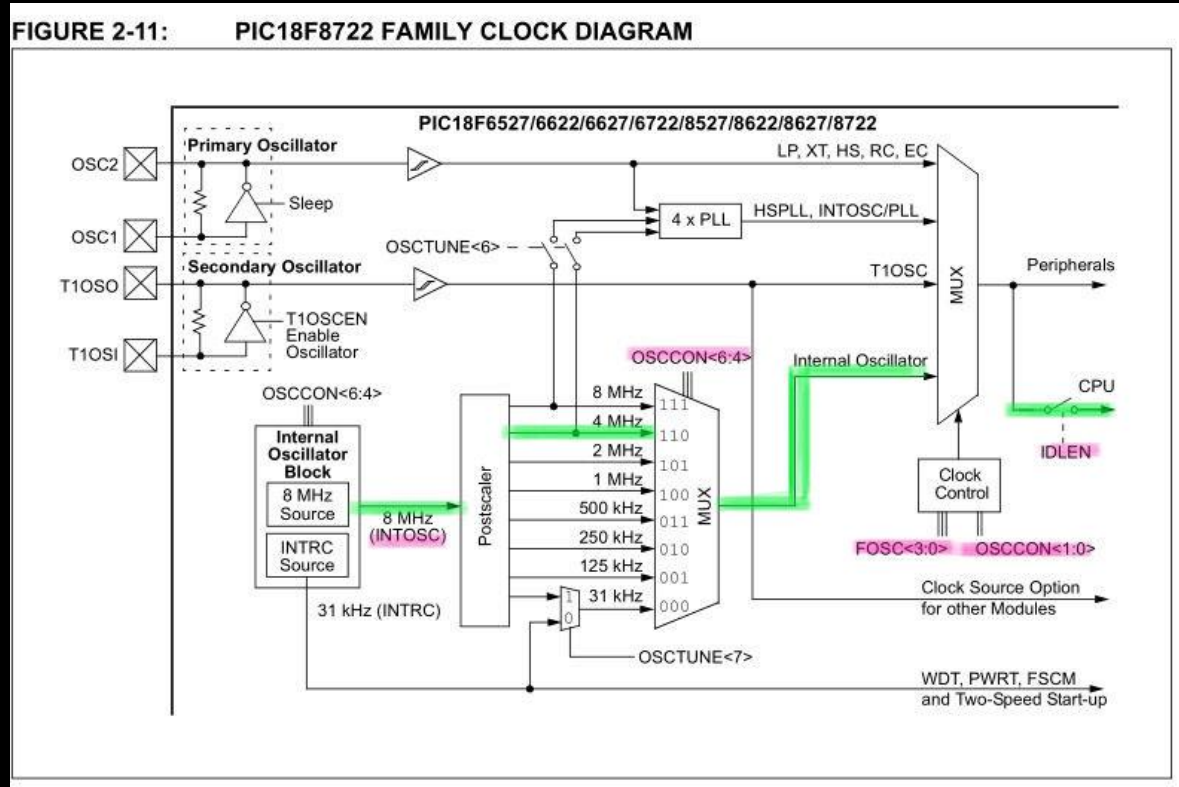 FIGURE 2-11: PIC18F8722 FAMILY CLOCK DIAGRAM
PIC18F6527/6622/6627/6722/8527/8622/8627/8722
Primary Oscillator
OSC2
Sleep
OSC1
LP, XT, HS, RC, EC
4 x PLL
HSPLL, INTOSC/PLL
OSCTUNE<6>
Secondary Oscillator
T1OSO
T1OSCEN
Enable
Oscillator
T1OSI
T1OSC
MUX
Peripherals
Internal Oscillator
CPU
IDLEN
Clock
Control
FOSC<3:0>
OSCCON<1:0>
Clock Source Option
for other Modules
OSCCON<6:4>
OSCCON<6:4>
Internal
Oscillator
Block
8 MHz
Source
INTRC
Source
8 MHz
(INTOSC)
31 kHz (INTRC)
Postscaler
8 MHz
111
4 MHz
110
2 MHz
101
1 MHz
100
500 kHz
011
250 kHz
010
125 kHz
001
1
0
31 kHz
000
MUX
OSCTUNE<7>
WDT, PWRT, FSCM
and Two-Speed Start-up